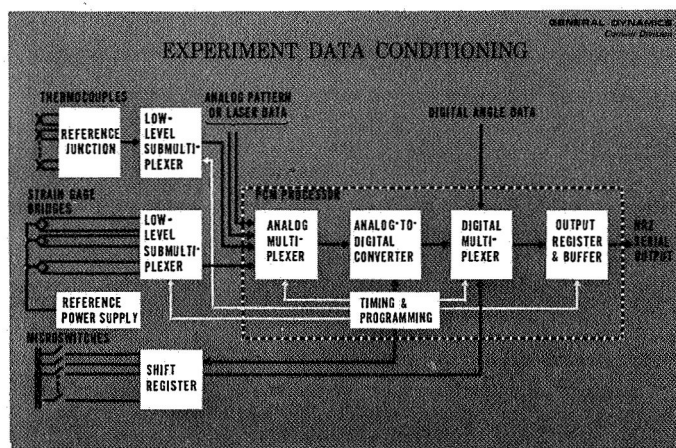 GENERAL DYNAMICS
Convair Division
EXPERIMENT DATA CONDITIONING
THERMOCOUPLES
REFERENCE
JUNCTION
LOW-
LEVEL
SUBMULTI-
PLEXER
ANALOG PATTERN
OR LASER DATA
DIGITAL ANGLE DATA
STRAIN GAGE
BRIDGES
LOW-
LEVEL
SUBMULTI-
PLEXER
PCM PROCESSOR
ANALOG
MULTI-
PLEXER
ANALOG-TO-
DIGITAL
CONVERTER
DIGITAL
MULTI-
PLEXER
OUTPUT
REGISTER
& BUFFER
NRZ
SERIAL
OUTPUT
REFERENCE
POWER SUPPLY
TIMING &
PROGRAMMING
MICROSWITCHES
SHIFT
REGISTER